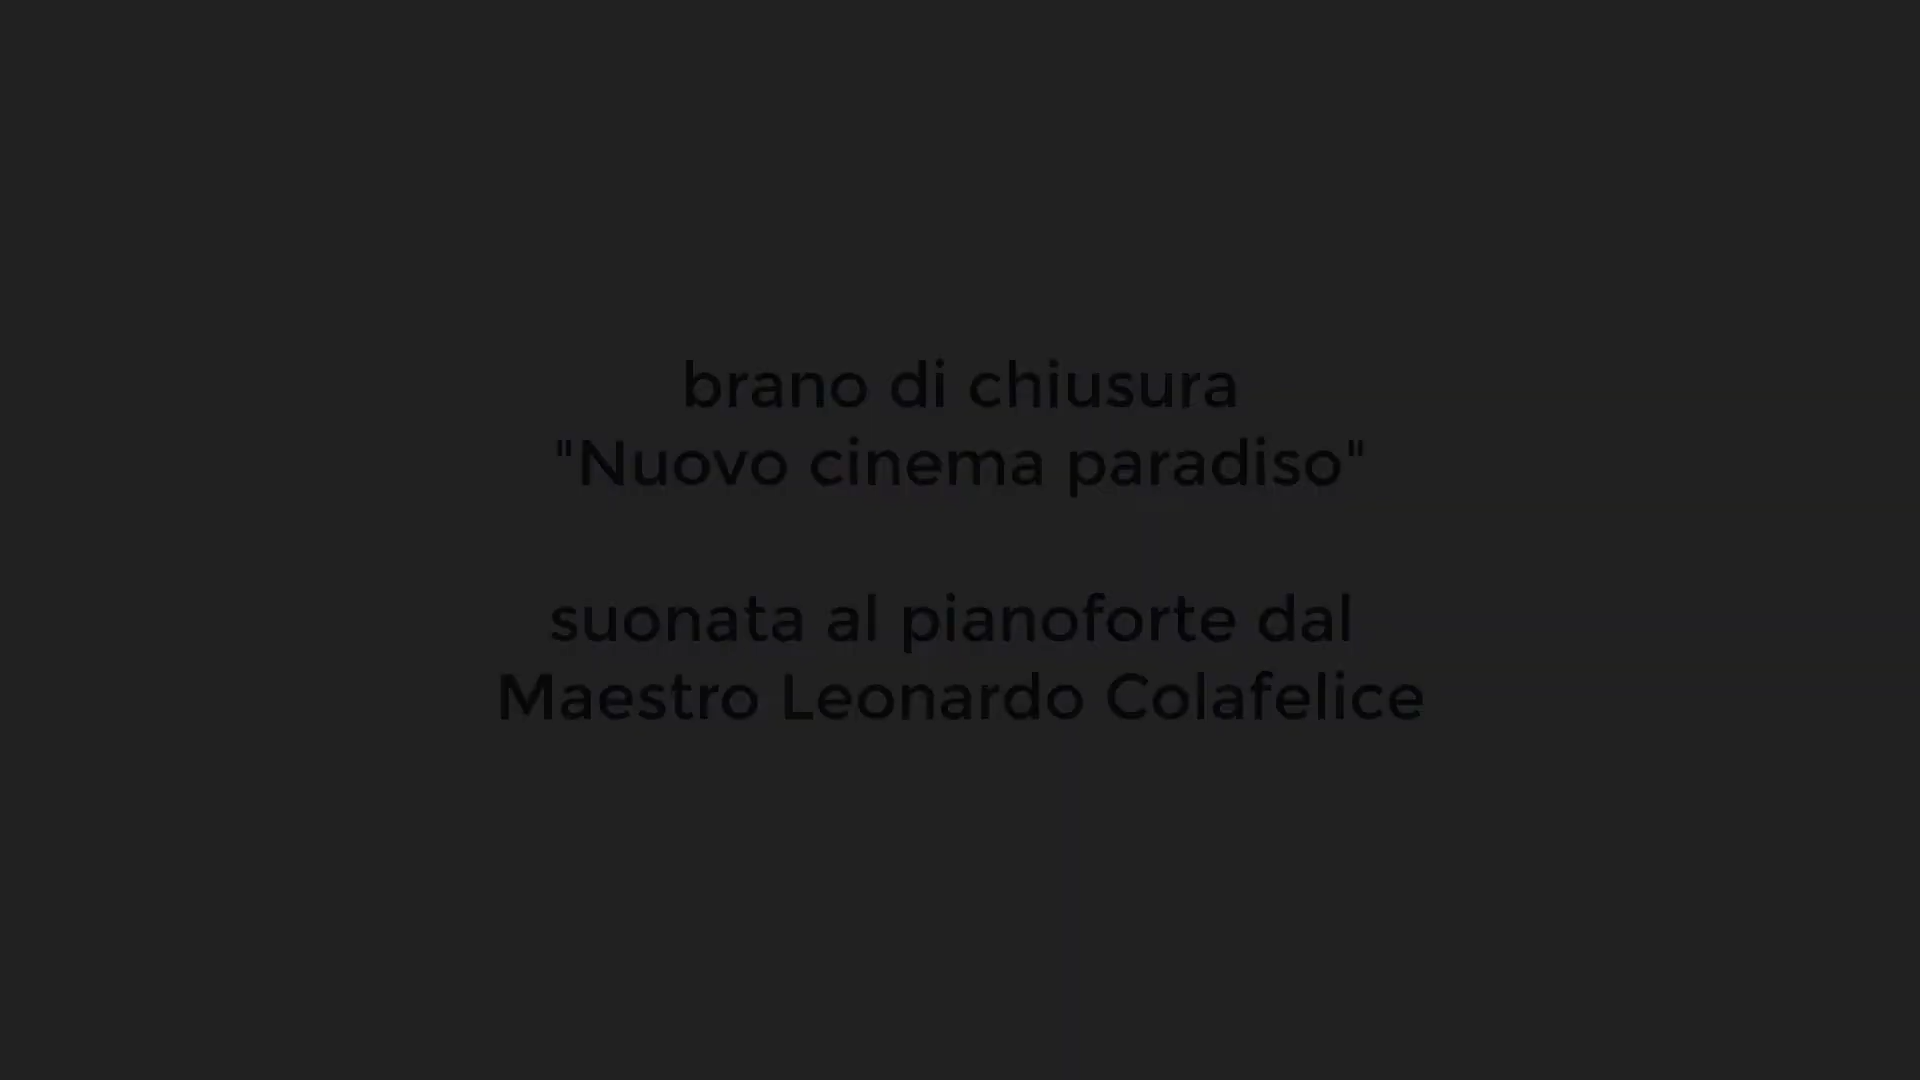 brano di chiusura
"Nuovo cinema paradiso"
suonata al pianoforte dal
Maestro Leonardo Colafelice